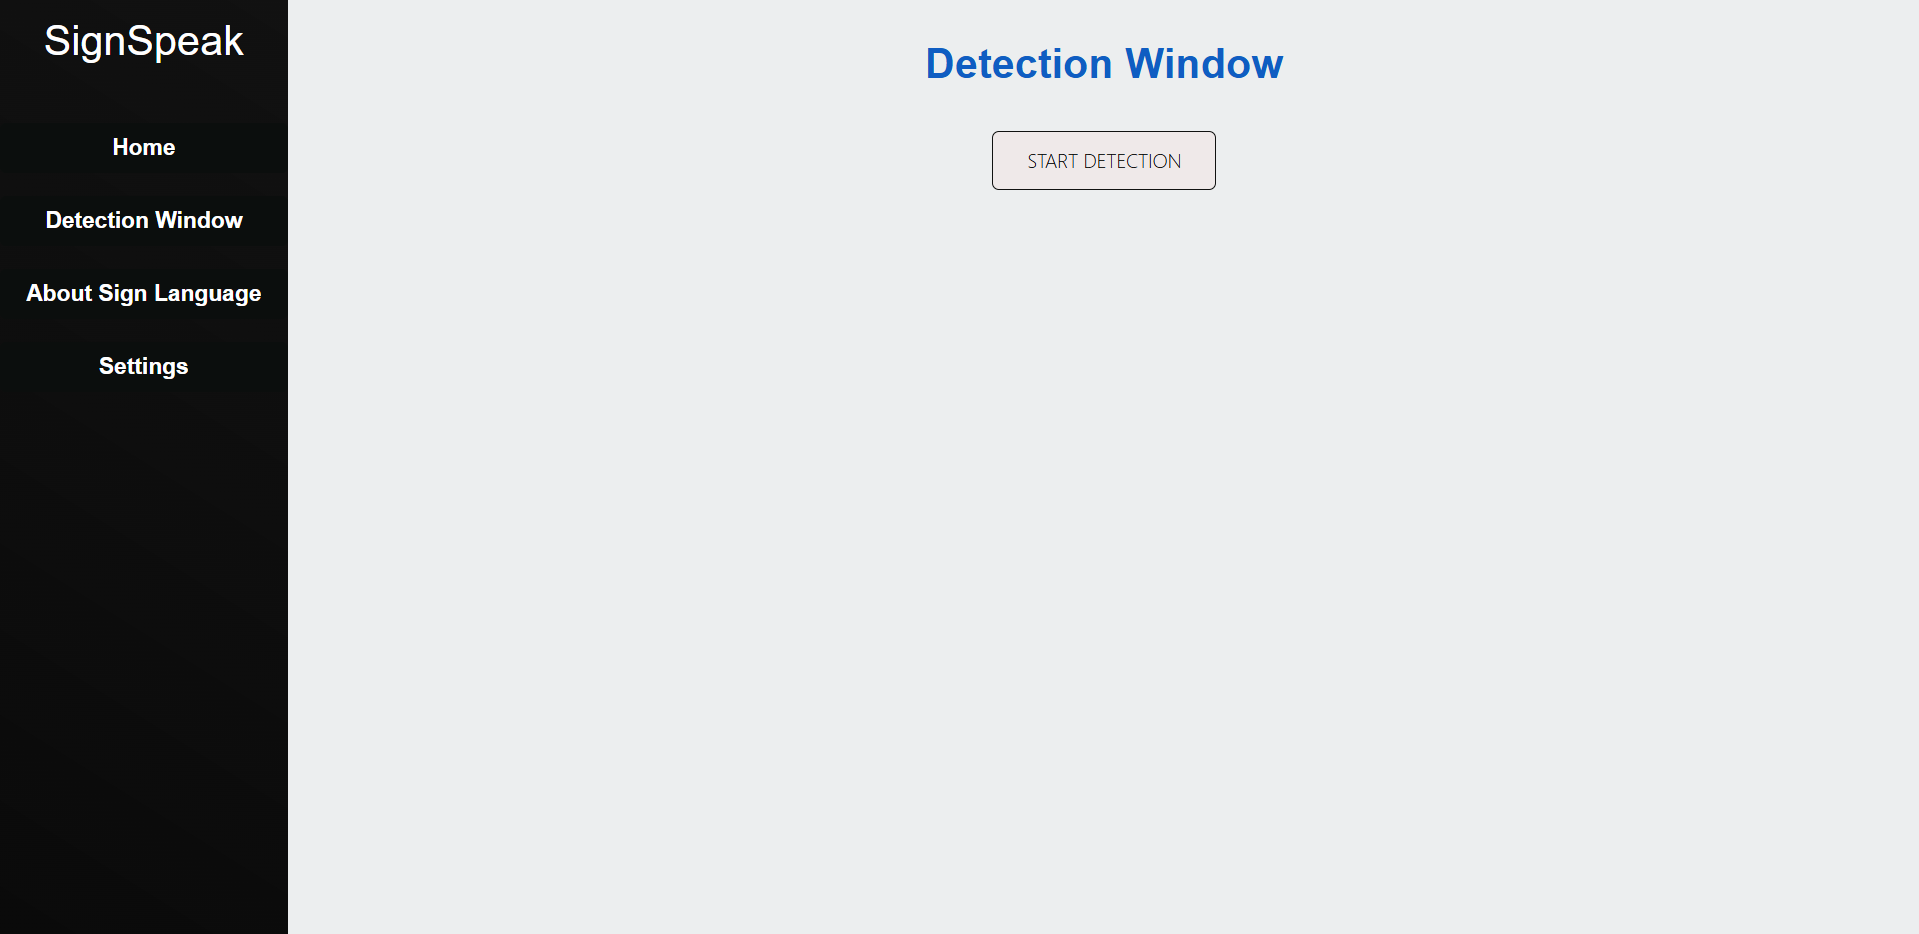 SignSpeak
Home
Detection Window
About Sign Language
Settings
Detection Window
START DETECTION